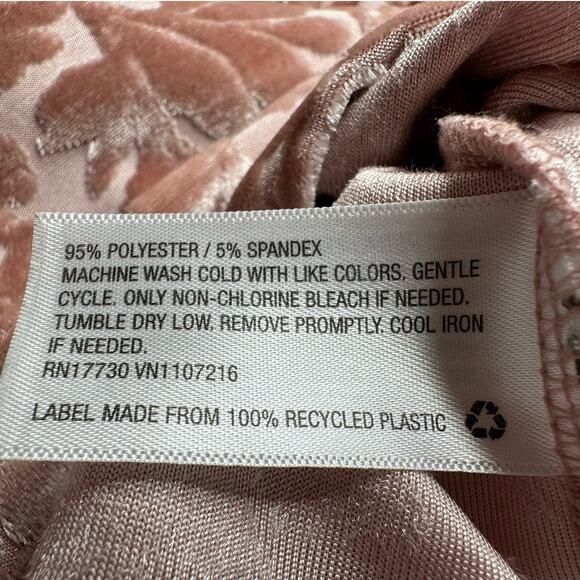 95% POLYESTER / 5% SPANDEX
MACHINE WASH COLD WITH LIKE COLORS. GENTLE
CYCLE. ONLY NON-CHLORINE BLEACH IF NEEDED.
TUMBLE DRY LOW. REMOVE PROMPTLY. COOL IRON
IF NEEDED.
RN17730 VN1107216
LABEL MADE FROM 100% RECYCLED PLASTIC